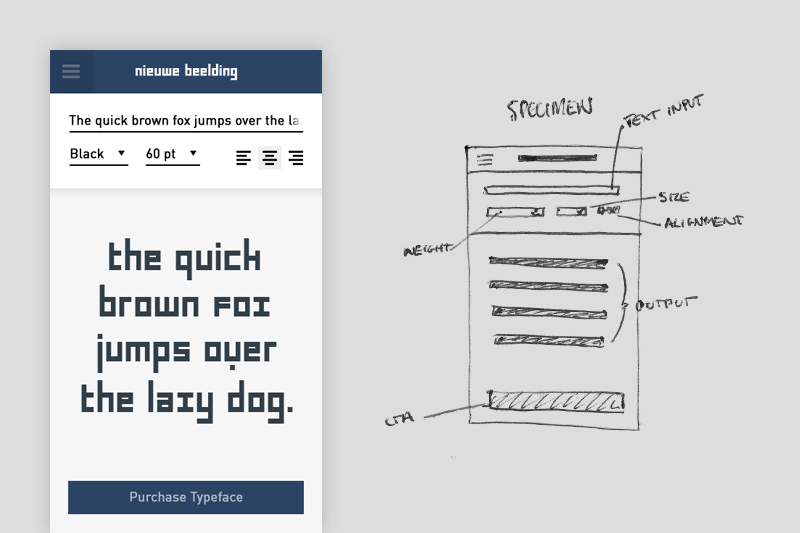 nieuwe beelding
The quick brown fox jumps over the la
Black
60 pt
the quick
brown fox
jumps over
the lazy dog.
Purchase Typeface
SPECIMEN
TEXT INPUT
SIZE
ALIGNMENT
WEIGHT
OUTPUT
CTA